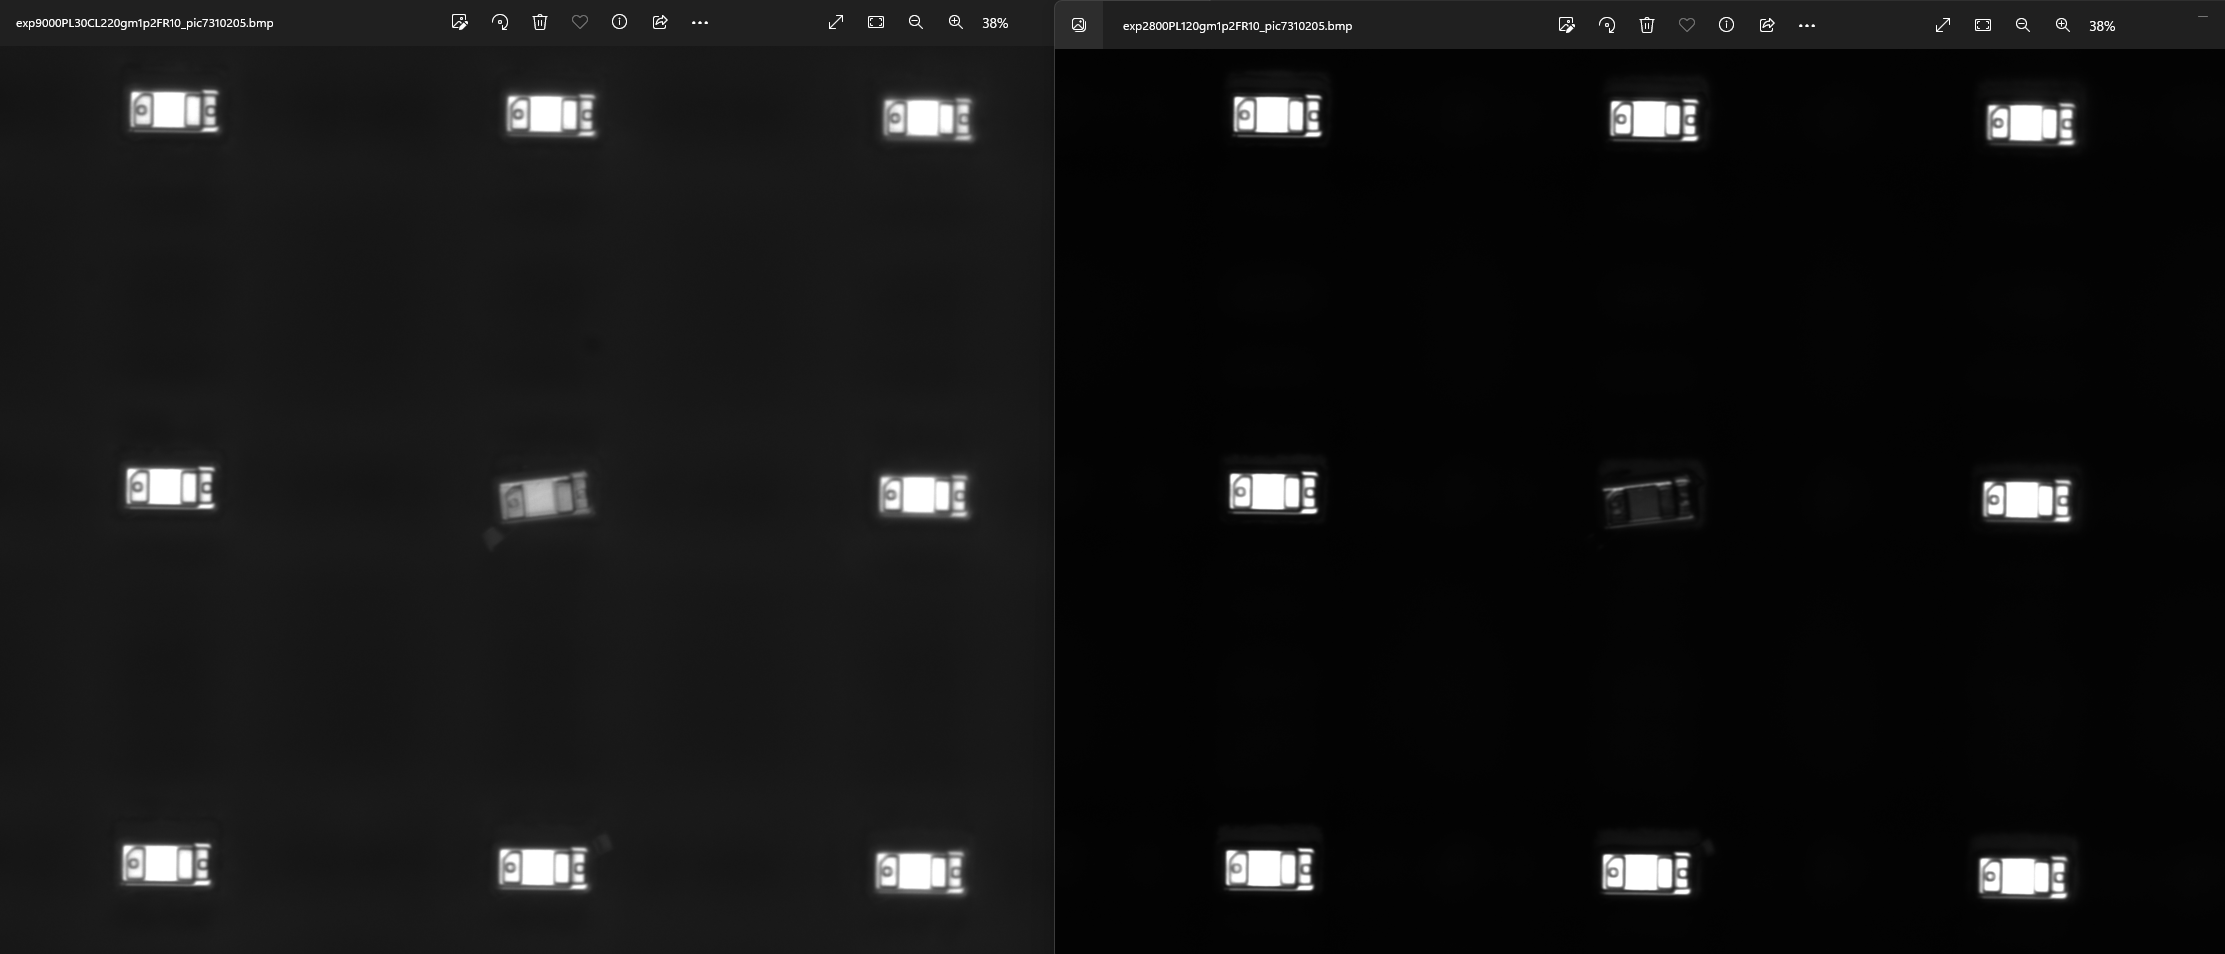 exp9000PL30CL220gm1p2FR10_pic7310205.bmp
38%
exp2800PL120gm1p2FR10_pic7310205.bmp
38%